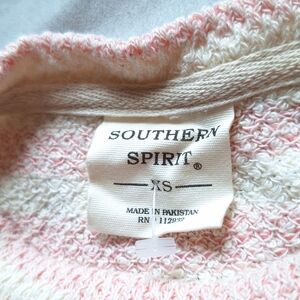 SOUTHERN
SPIRIT®
XS
MADE IN PAKISTAN
RN